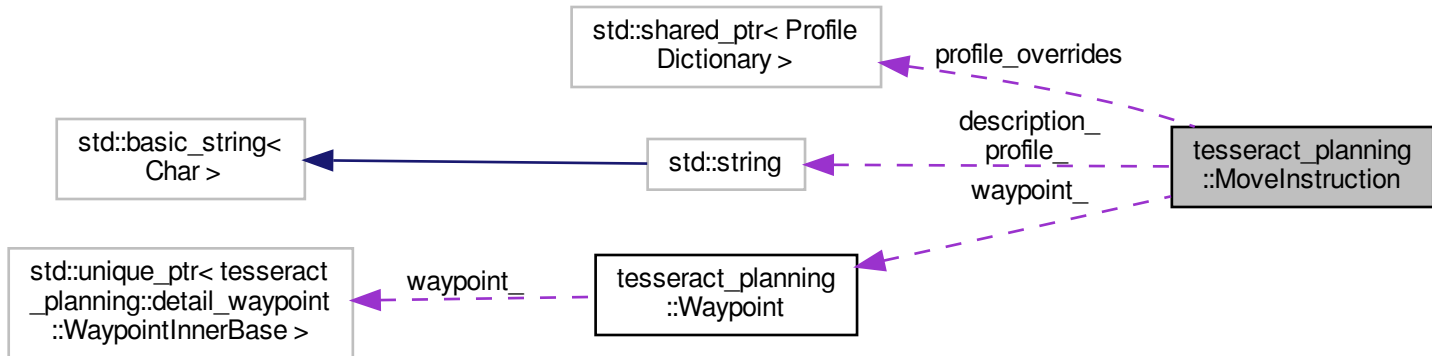 std::shared_ptr< Profile
Dictionary >
profile_overrides
std::basic_string<
Char >
std::string
description_
profile_
tesseract_planning
::MoveInstruction
waypoint_
std::unique_ptr< tesseract
_planning::detail_waypoint
::WaypointInnerBase >
waypoint_
tesseract_planning
::Waypoint